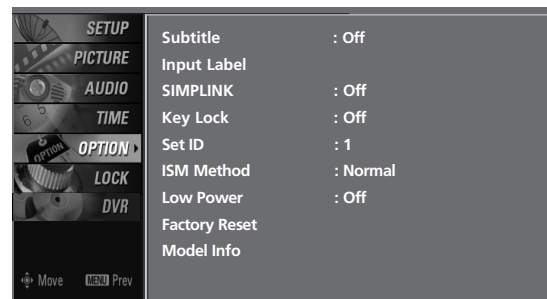 SETUP
PICTURE
AUDIO
TIME
OPTION
LOCK
DVR
Move MENU Prev
Subtitle : Off
Input Label
SIMPLINK : Off
Key Lock : Off
Set ID : 1
ISM Method : Normal
Low Power : Off
Factory Reset
Model Info